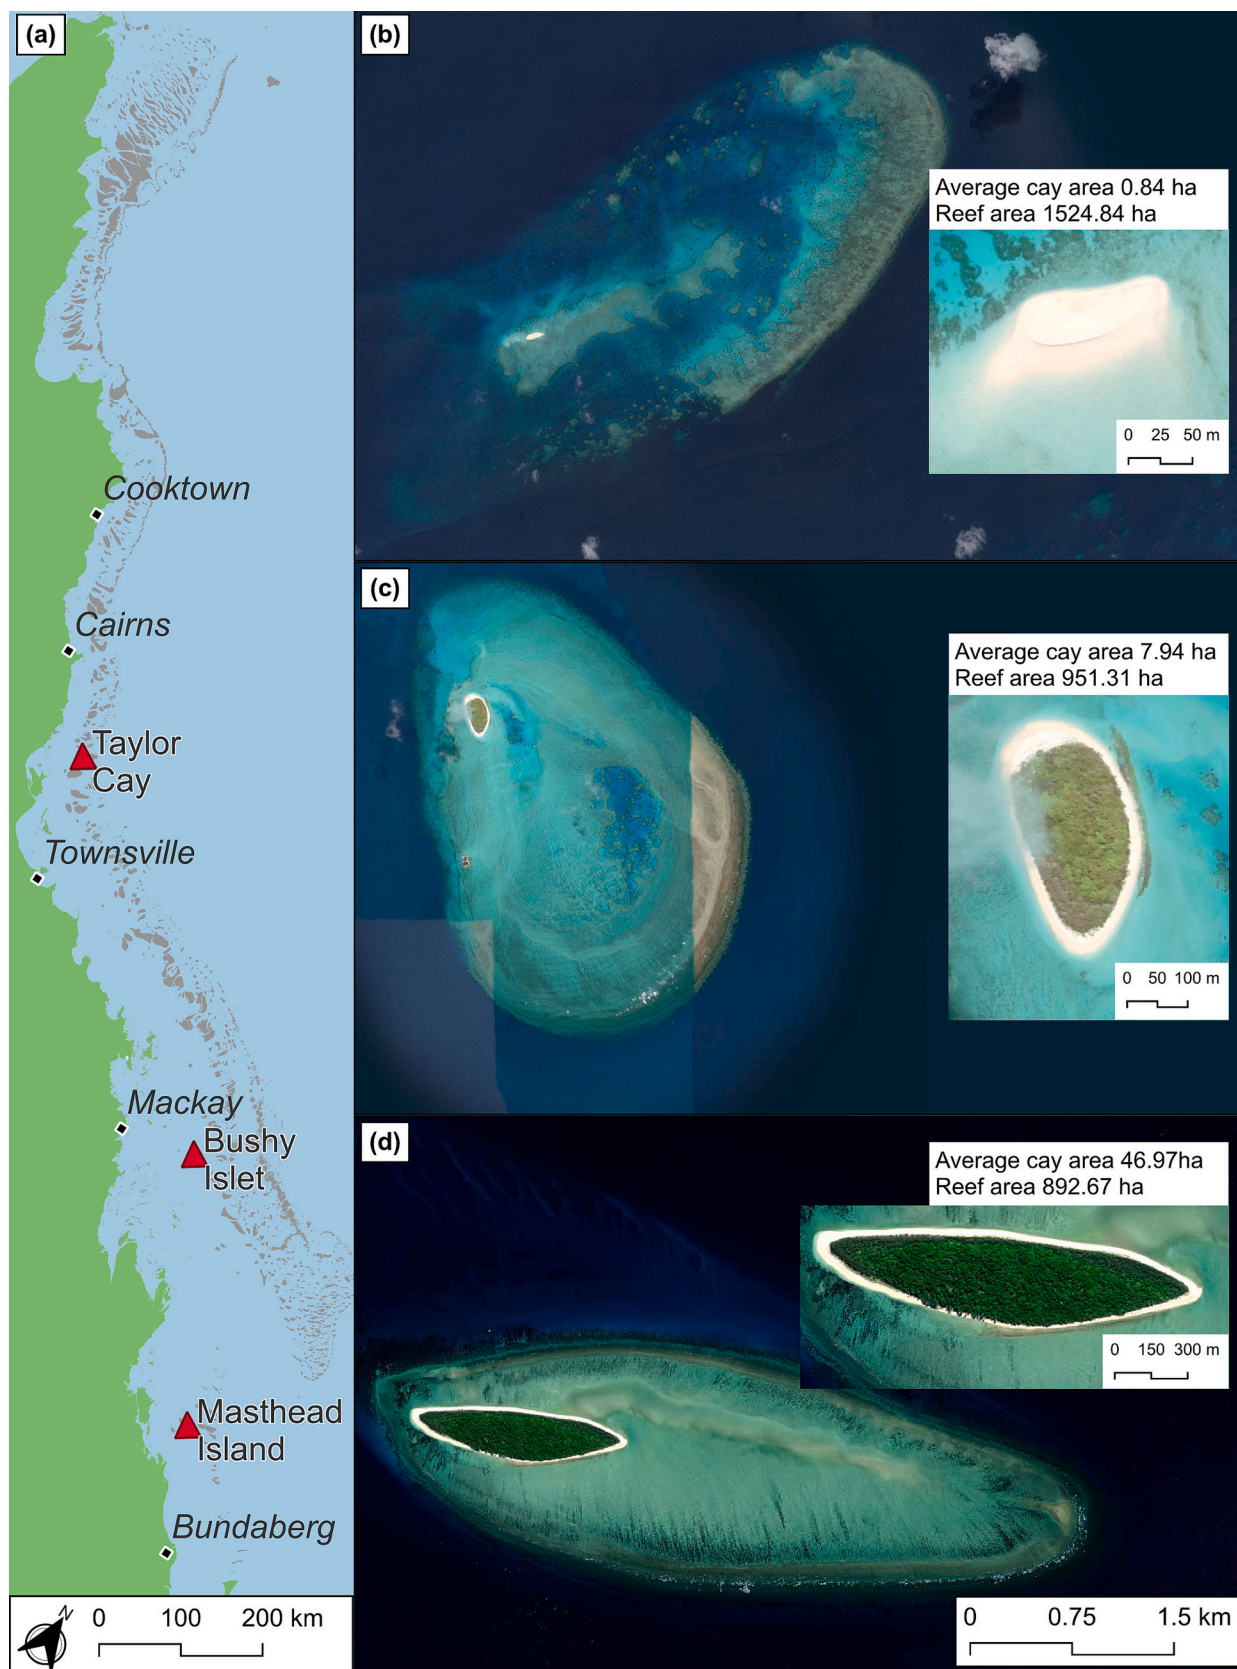 (a)
Cooktown
Cairns
Taylor
Cay
Townsville
Mackay
Bushy
Islet
Masthead
Island
Bundaberg
N
0 100 200 km
(b)
Average cay area 0.84 ha
Reef area 1524.84 ha
0 25 50 m
(c)
Average cay area 7.94 ha
Reef area 951.31 ha
0 50 100 m
(d)
Average cay area 46.97ha
Reef area 892.67 ha
0 150 300 m
0 0.75 1.5 km